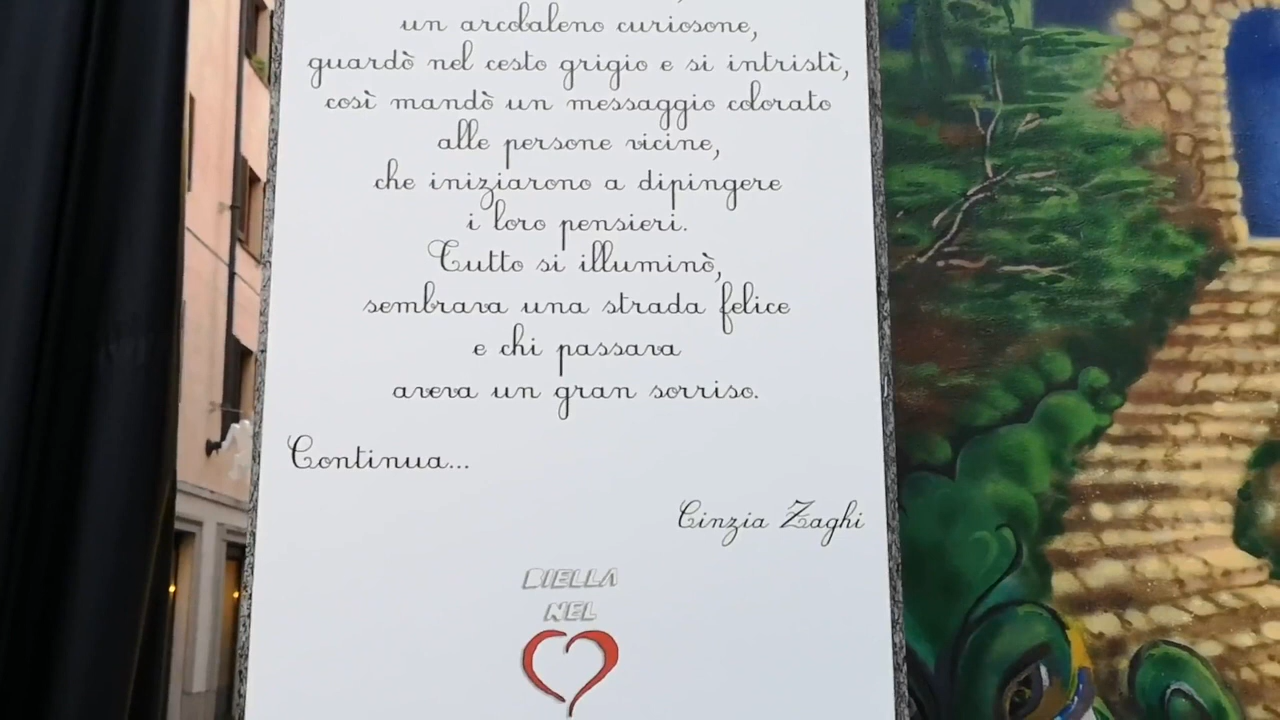 un arcobaleno curiosone,
guardò nel cesto grigio e si intristì,
così mandò un messaggio colorato
alle persone vicine,
che iniziarono a dipingere
i loro pensieri.
Tutto si illuminò,
sembrava una strada felice
e chi passava
aveva un gran sorriso.
Continua...
Cinzia Zaghi
BIELLA
NEL